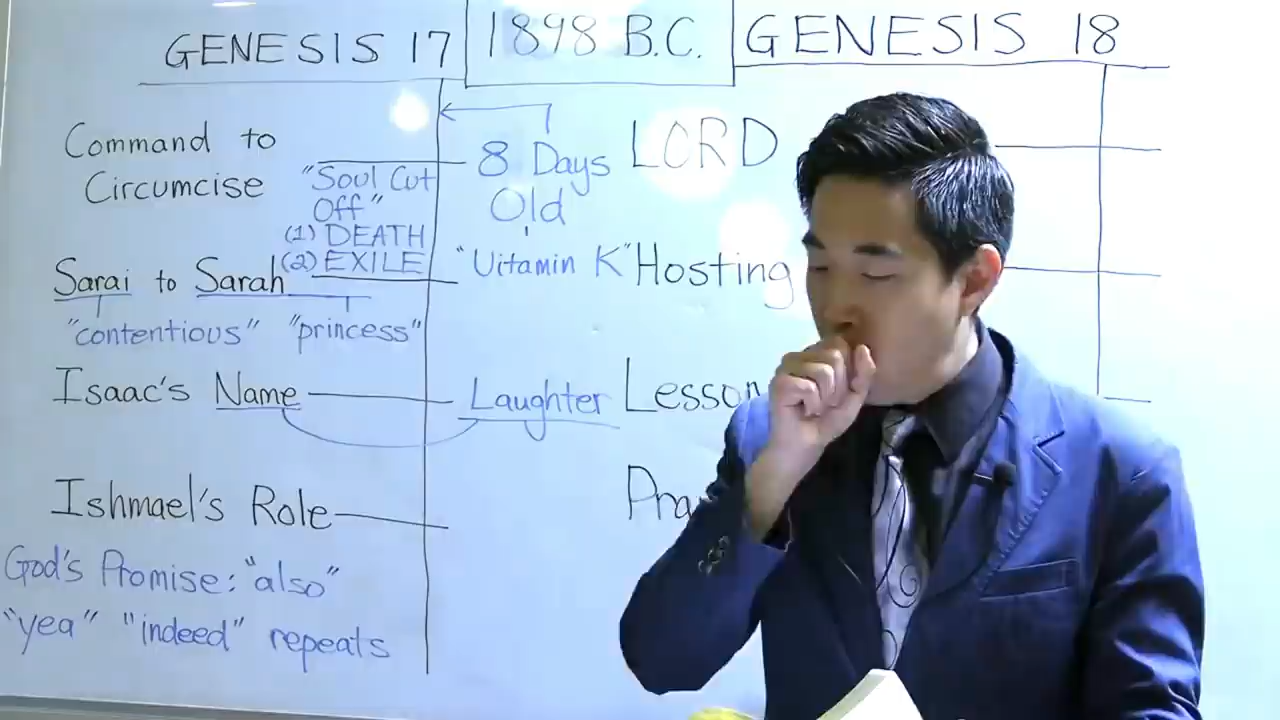 GENESIS 17
1898 B.C.
GENESIS 18
Command to
Circumcise
"Soul Cut
Off"
(1) DEATH
(2) EXILE
8 Days
Old
"Vitamin K"
Sarai to Sarah
"contentious" "princess"
Isaac's Name
Laughter
Ishmael's Role
God's Promise: "also"
"yea" "indeed" repeats
LORD
Hosting
Lesson